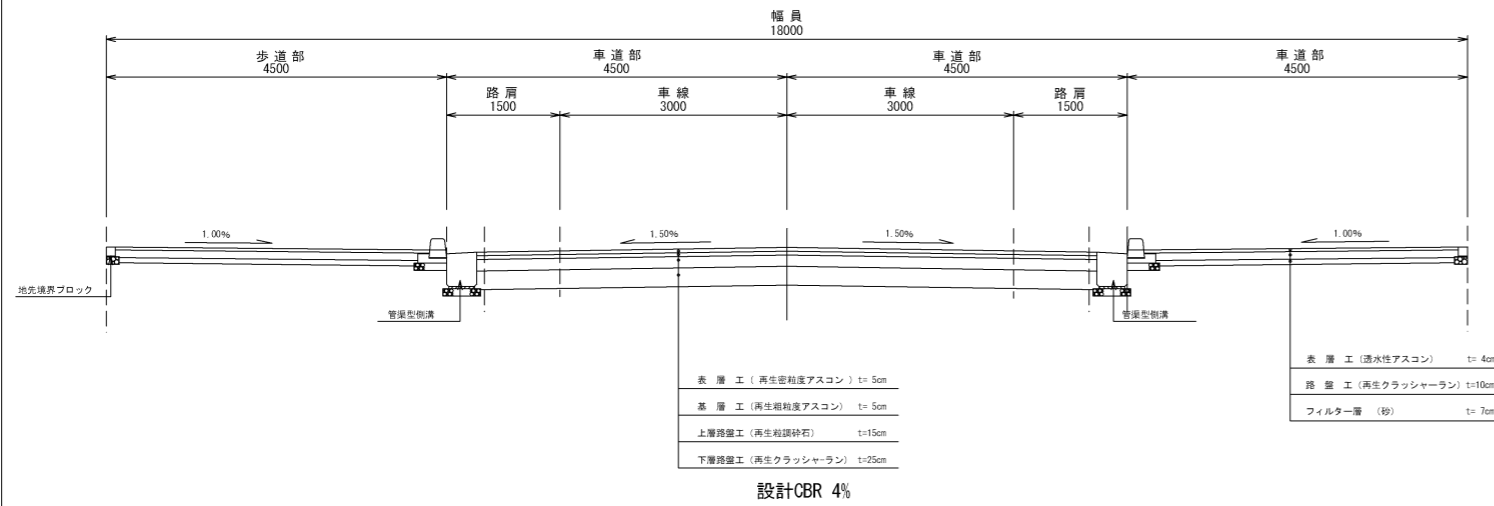 幅員
18000
歩道部 車道部 車道部 車道部
4500 4500 4500 4500
路肩 車線 車線 路肩
1500 3000 3000 1500
1.00% 1.50% 1.50% 1.00%
地先境界ブロック
管渠型側溝 管渠型側溝
表 層 工 (透水性アスコン) t= 4cm
路 盤 工 (再生クラッシャーラン) t=10cm
フィルター層 (砂) t= 7cm
表 層 工 ( 再生密粒度アスコン ) t= 5cm
基 層 工 (再生粗粒度アスコン) t= 5cm
上層路盤工 (再生粒調砕石) t=15cm
下層路盤工 (再生クラッシャ-ラン) t=25cm
設計CBR 4%